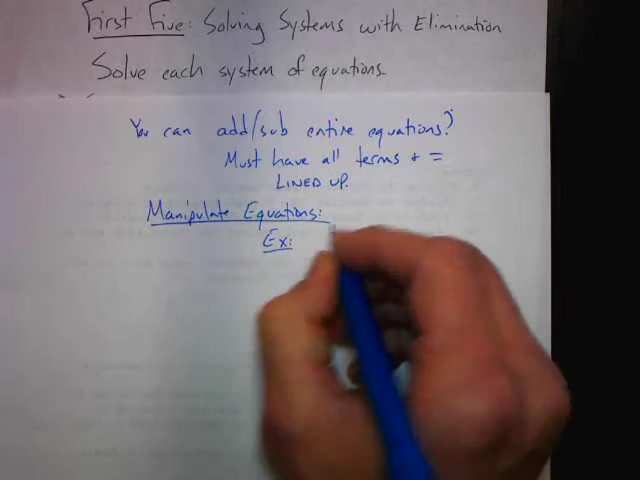 First Five: Solving Systems with Elimination
Solve each system of equations.
You can add/sub entire equations?
Must have all terms + =
LINED UP.
Manipulate Equations:
Ex: